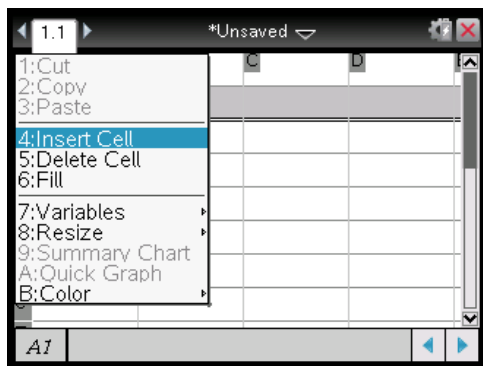 1.1 *Unsaved
1:Cut
2:Copy
3:Paste
4:Insert Cell
5:Delete Cell
6:Fill
7:Variables
8:Resize
9:Summary Chart
A:Quick Graph
B:Color
C D
A1